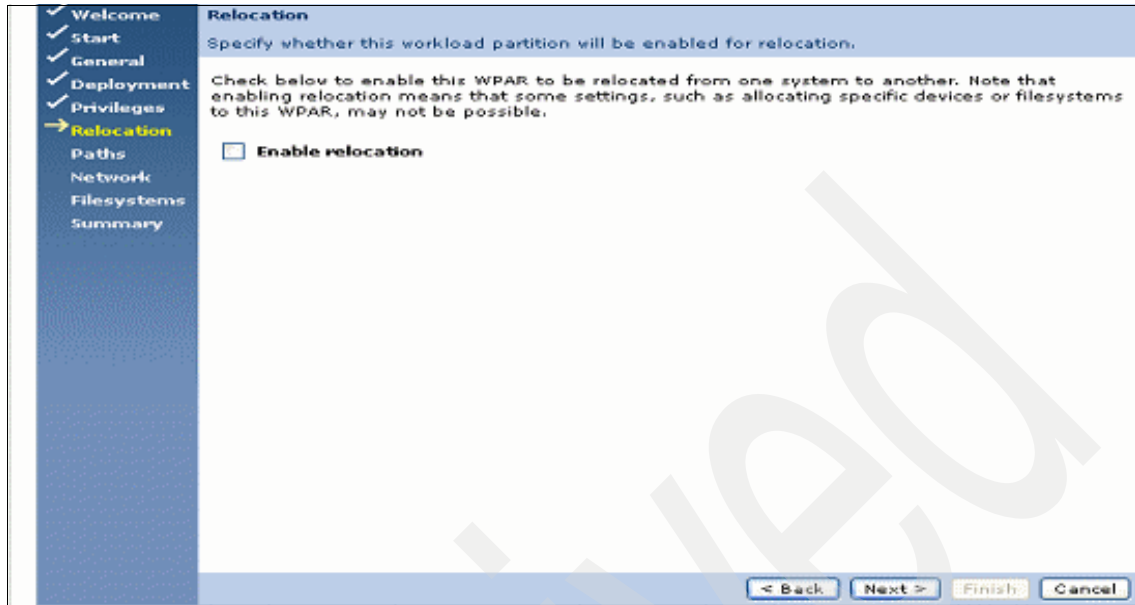 Welcome
Start
General
Deployment
Privileges
Relocation
Paths
Network
Filesystems
Summary
Relocation
Specify whether this workload partition will be enabled for relocation.
Check below to enable this WPAR to be relocated from one system to another. Note that
enabling relocation means that some settings, such as allocating specific devices or filesystems
to this WPAR, may not be possible.
Enable relocation
< Back Next > Finish Cancel